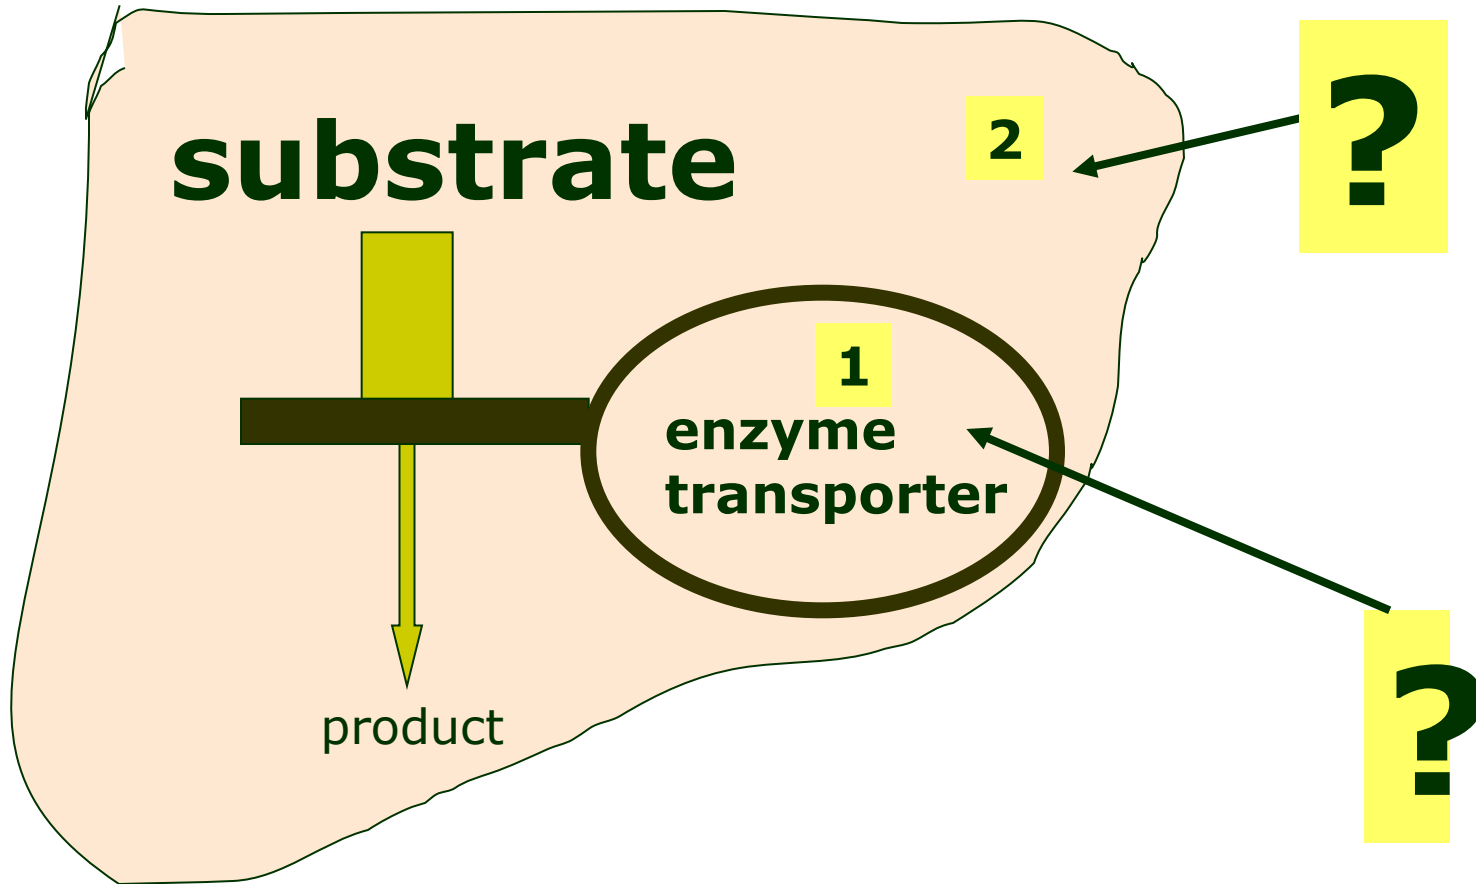 substrate
2
?
1
enzyme
transporter
?
product